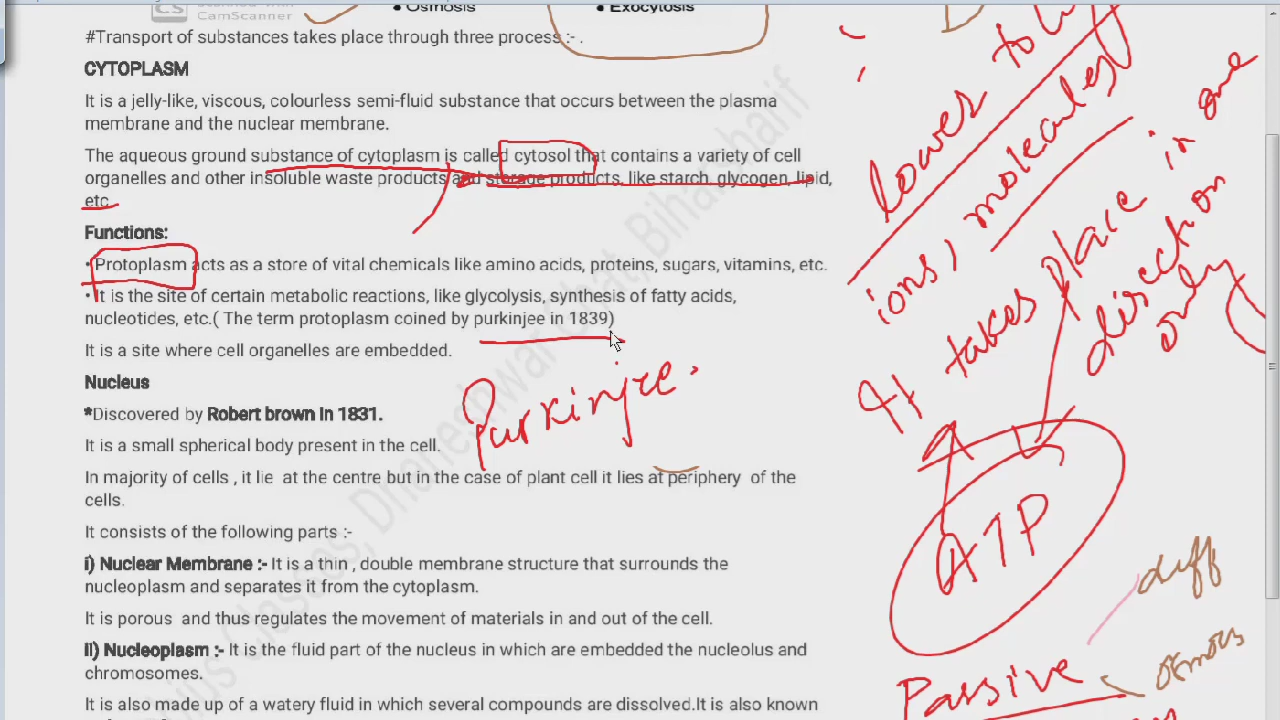 CS Scanned with
CamScanner
• Osmosis
• Exocytosis
#Transport of substances takes place through three process :- .
CYTOPLASM
It is a jelly-like, viscous, colourless semi-fluid substance that occurs between the plasma
membrane and the nuclear membrane.
The aqueous ground substance of cytoplasm is called cytosol that contains a variety of cell
organelles and other insoluble waste products and storage products, like starch, glycogen, lipid,
etc.
Functions:
• Protoplasm acts as a store of vital chemicals like amino acids, proteins, sugars, vitamins, etc.
• It is the site of certain metabolic reactions, like glycolysis, synthesis of fatty acids,
nucleotides, etc.( The term protoplasm coined by purkinjee in 1839)
It is a site where cell organelles are embedded.
Purkinjee.
Nucleus
*Discovered by Robert brown in 1831.
It is a small spherical body present in the cell.
In majority of cells , it lie at the centre but in the case of plant cell it lies at periphery of the
cells.
It consists of the following parts :-
i) Nuclear Membrane :- It is a thin , double membrane structure that surrounds the
nucleoplasm and separates it from the cytoplasm.
It is porous and thus regulates the movement of materials in and out of the cell.
ii) Nucleoplasm :- It is the fluid part of the nucleus in which are embedded the nucleolus and
chromosomes.
It is also made up of a watery fluid in which several compounds are dissolved.It is also known
lower to
ions, molecules
It takes place in one
direction
only
ATP
diff
Passive
osmosis
Classes, Dhaneshwar ghat, Bihar sharif